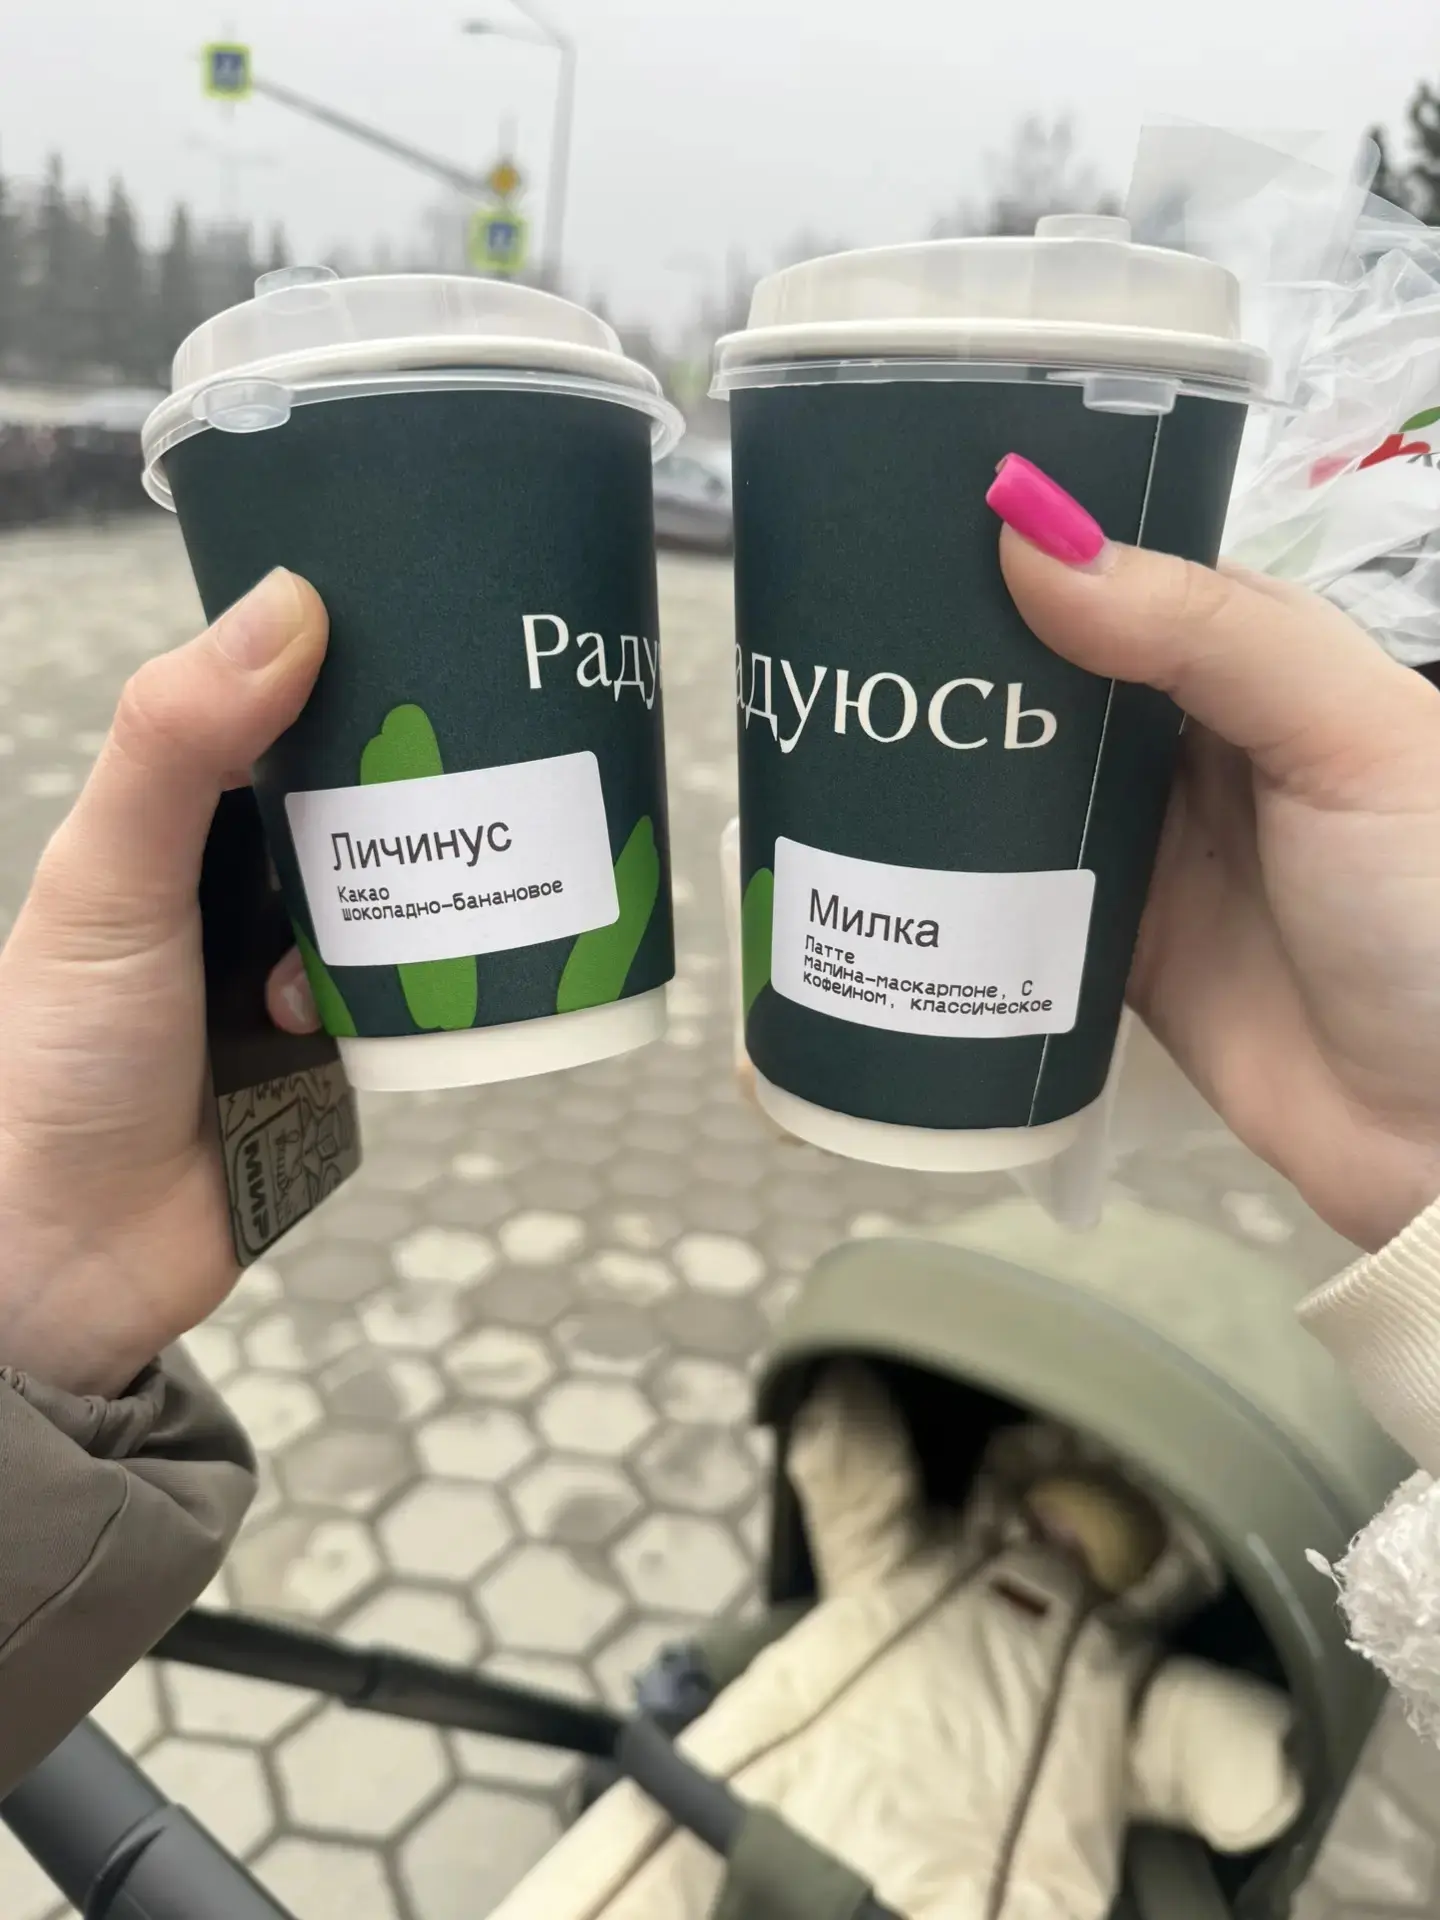 Раду
адуюсь
Личинус
Какао
шоколадно-банановое
Милка
Латте
малина-маскарпоне, С
кофеином, классическое
МИР